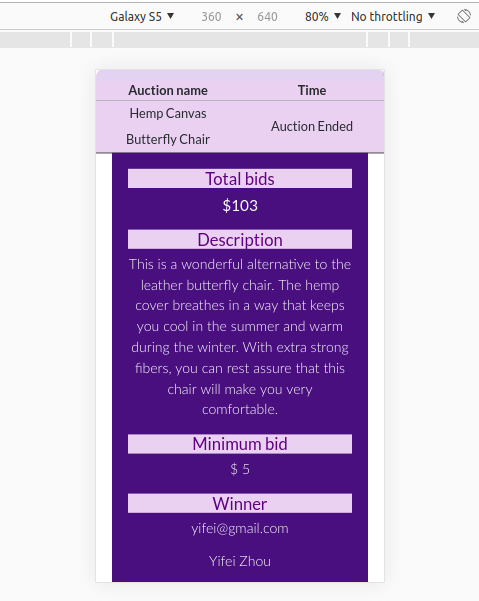 Galaxy S5 ▼ 360 × 640 80% ▼ No throttling ▼
Auction name Time
Hemp Canvas
Butterfly Chair
Auction Ended
Total bids
$103
Description
This is a wonderful alternative to the
leather butterfly chair. The hemp
cover breathes in a way that keeps
you cool in the summer and warm
during the winter. With extra strong
fibers, you can rest assure that this
chair will make you very
comfortable.
Minimum bid
$ 5
Winner
yifei@gmail.com
Yifei Zhou